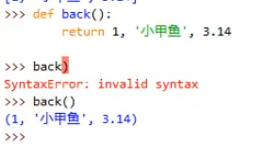 >>> def back():
        return 1, '小甲鱼', 3.14
>>> back)
SyntaxError: invalid syntax
>>> back()
(1, '小甲鱼', 3.14)
>>>